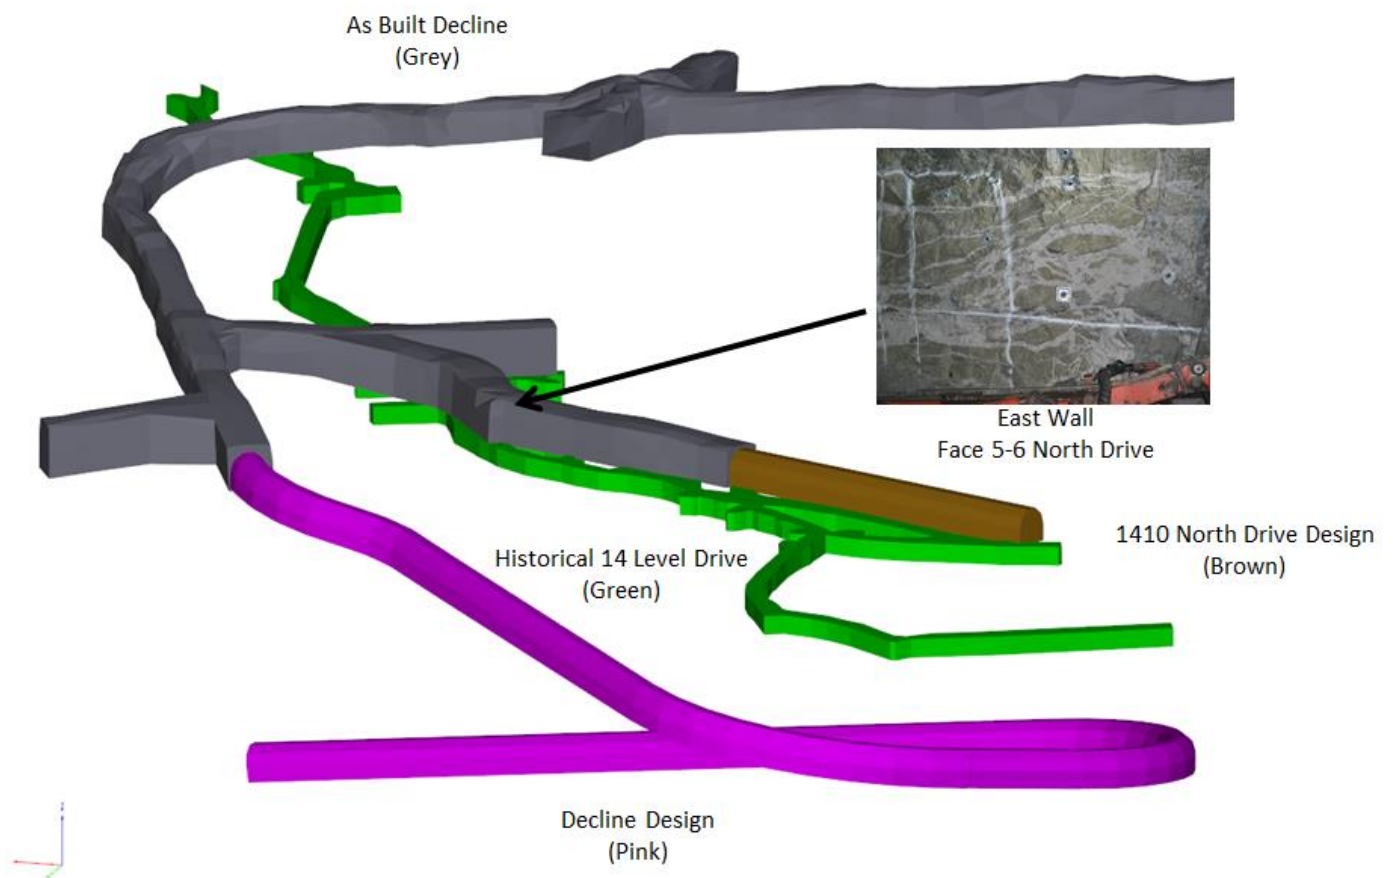 As Built Decline
(Grey)
East Wall
Face 5-6 North Drive
1410 North Drive Design
(Brown)
Historical 14 Level Drive
(Green)
Decline Design
(Pink)